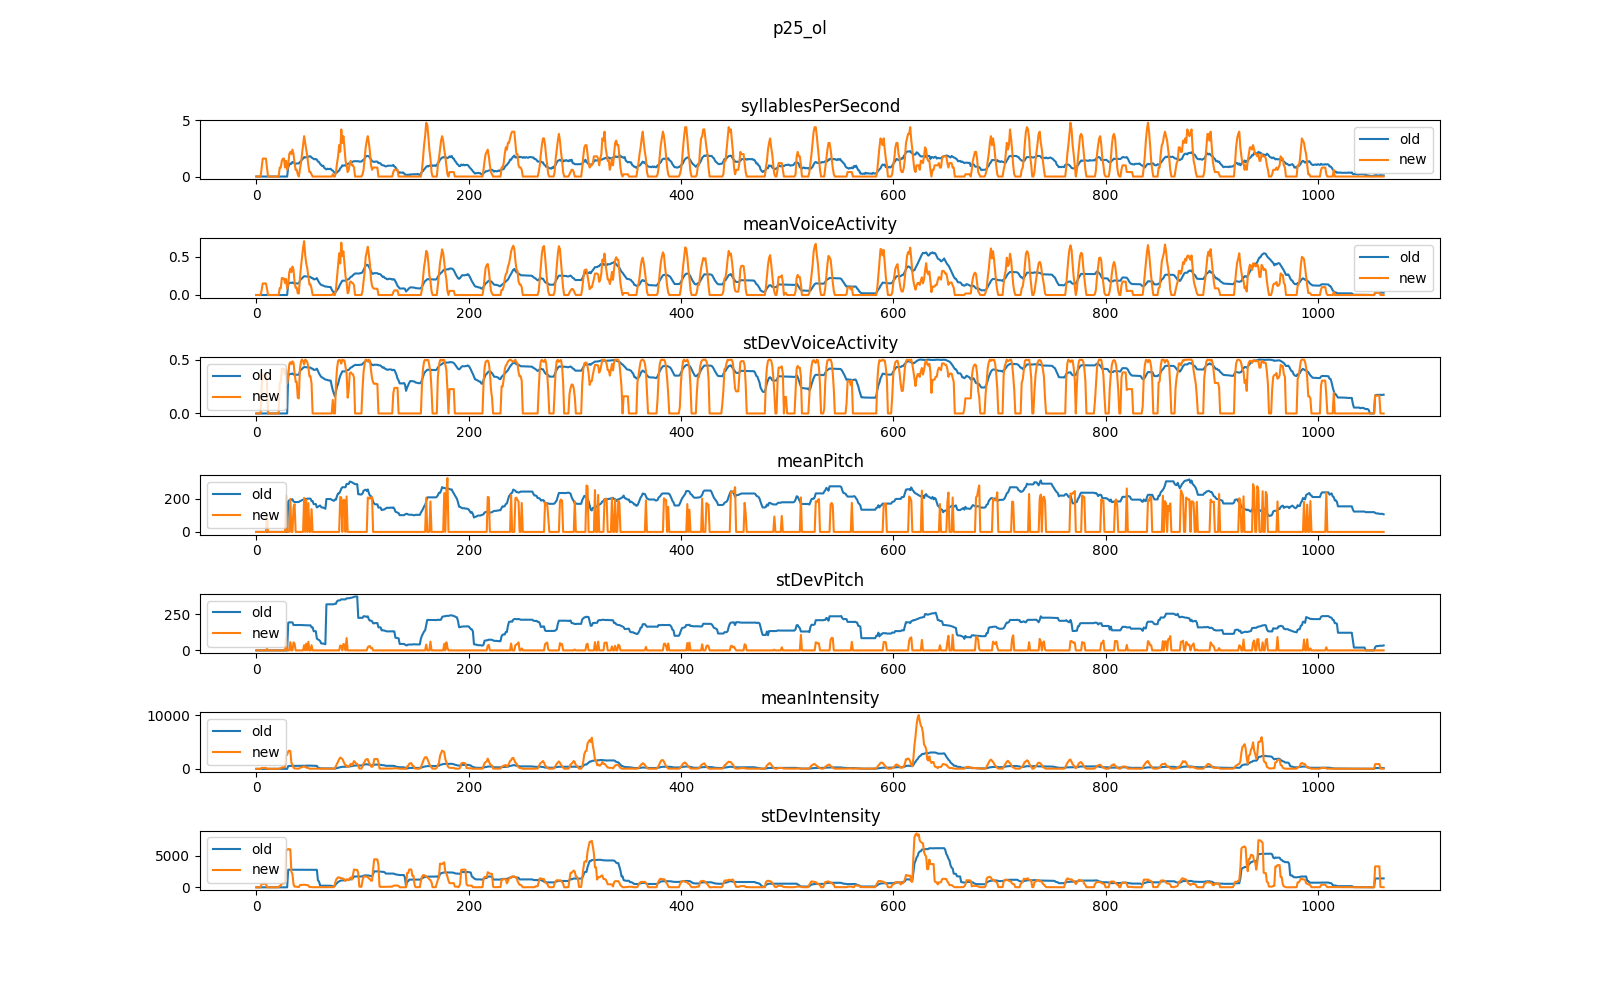 p25_ol
syllablesPerSecond
5
0
old
new
0 200 400 600 800 1000
meanVoiceActivity
0.5
0.0
old
new
0 200 400 600 800 1000
stDevVoiceActivity
0.5
0.0
old
new
0 200 400 600 800 1000
meanPitch
200
0
old
new
0 200 400 600 800 1000
stDevPitch
250
0
old
new
0 200 400 600 800 1000
meanIntensity
10000
0
old
new
0 200 400 600 800 1000
stDevIntensity
5000
0
old
new
0 200 400 600 800 1000